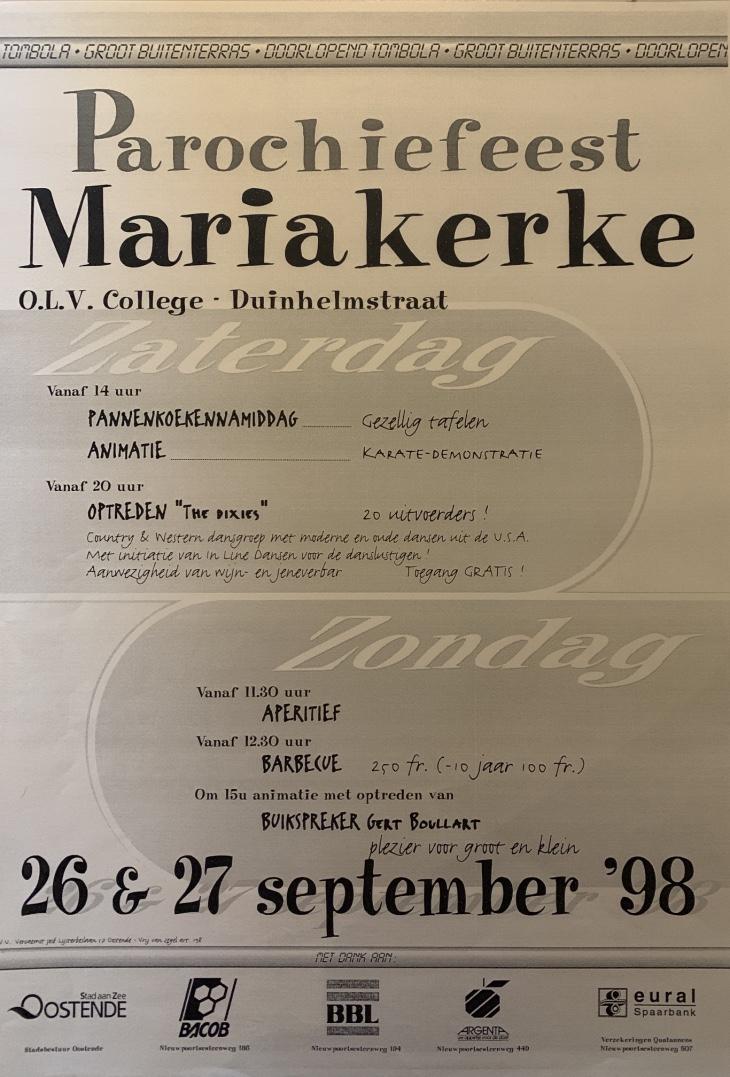 TOMBOLA • GROOT BUITENTERRAS • DOORLOPEND TOMBOLA • GROOT BUITENTERRAS • DOORLOPEN
Parochiefeest
Mariakerke
O.L.V. College - Duinhelmstraat
Zaterdag
Vanaf 14 uur
PANNENKOEKENNAMIDDAG Gezellig tafelen
ANIMATIE KARATE-DEMONSTRATIE
Vanaf 20 uur
OPTREDEN "THE DIXIES" 20 uitvoerders !
Country & Western dansgroep met moderne en oude dansen uit de U.S.A.
Met initiatie van In Line Dansen voor de danslustigen !
Aanwezigheid van wijn- en jeneverbar Toegang GRATIS !
Zondag
Vanaf 11.30 uur
APERITIEF
Vanaf 12.30 uur
BARBECUE 250 fr. (-10 jaar 100 fr.)
Om 15u animatie met optreden van
BUIKSPREKER GERT BOULLART
plezier voor groot en klein
26 & 27 september '98
Oostende - Vrij van zegel
MET DANK AAN:
Stad aan Zee
OOSTENDE
Stadsbestuur Oostende
BACOB
Nieuwpoortsesteenweg 186
BBL
Nieuwpoortsesteenweg 194
ARGENTA
Nieuwpoortsesteenweg 449
eural
Spaarbank
Verzekeringen
Nieuwpoortsesteenweg 607